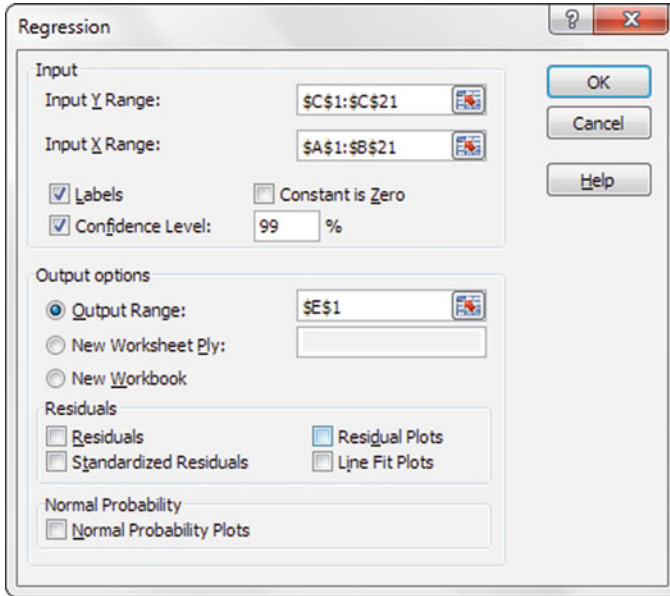 Regression
?
Input
Input Y Range:
$C$1:$C$21
Input X Range:
$A$1:$B$21
Labels
Constant is Zero
Confidence Level:
99
%
OK
Cancel
Help
Output options
Output Range:
$E$1
New Worksheet Ply:
New Workbook
Residuals
Residuals
Residual Plots
Standardized Residuals
Line Fit Plots
Normal Probability
Normal Probability Plots